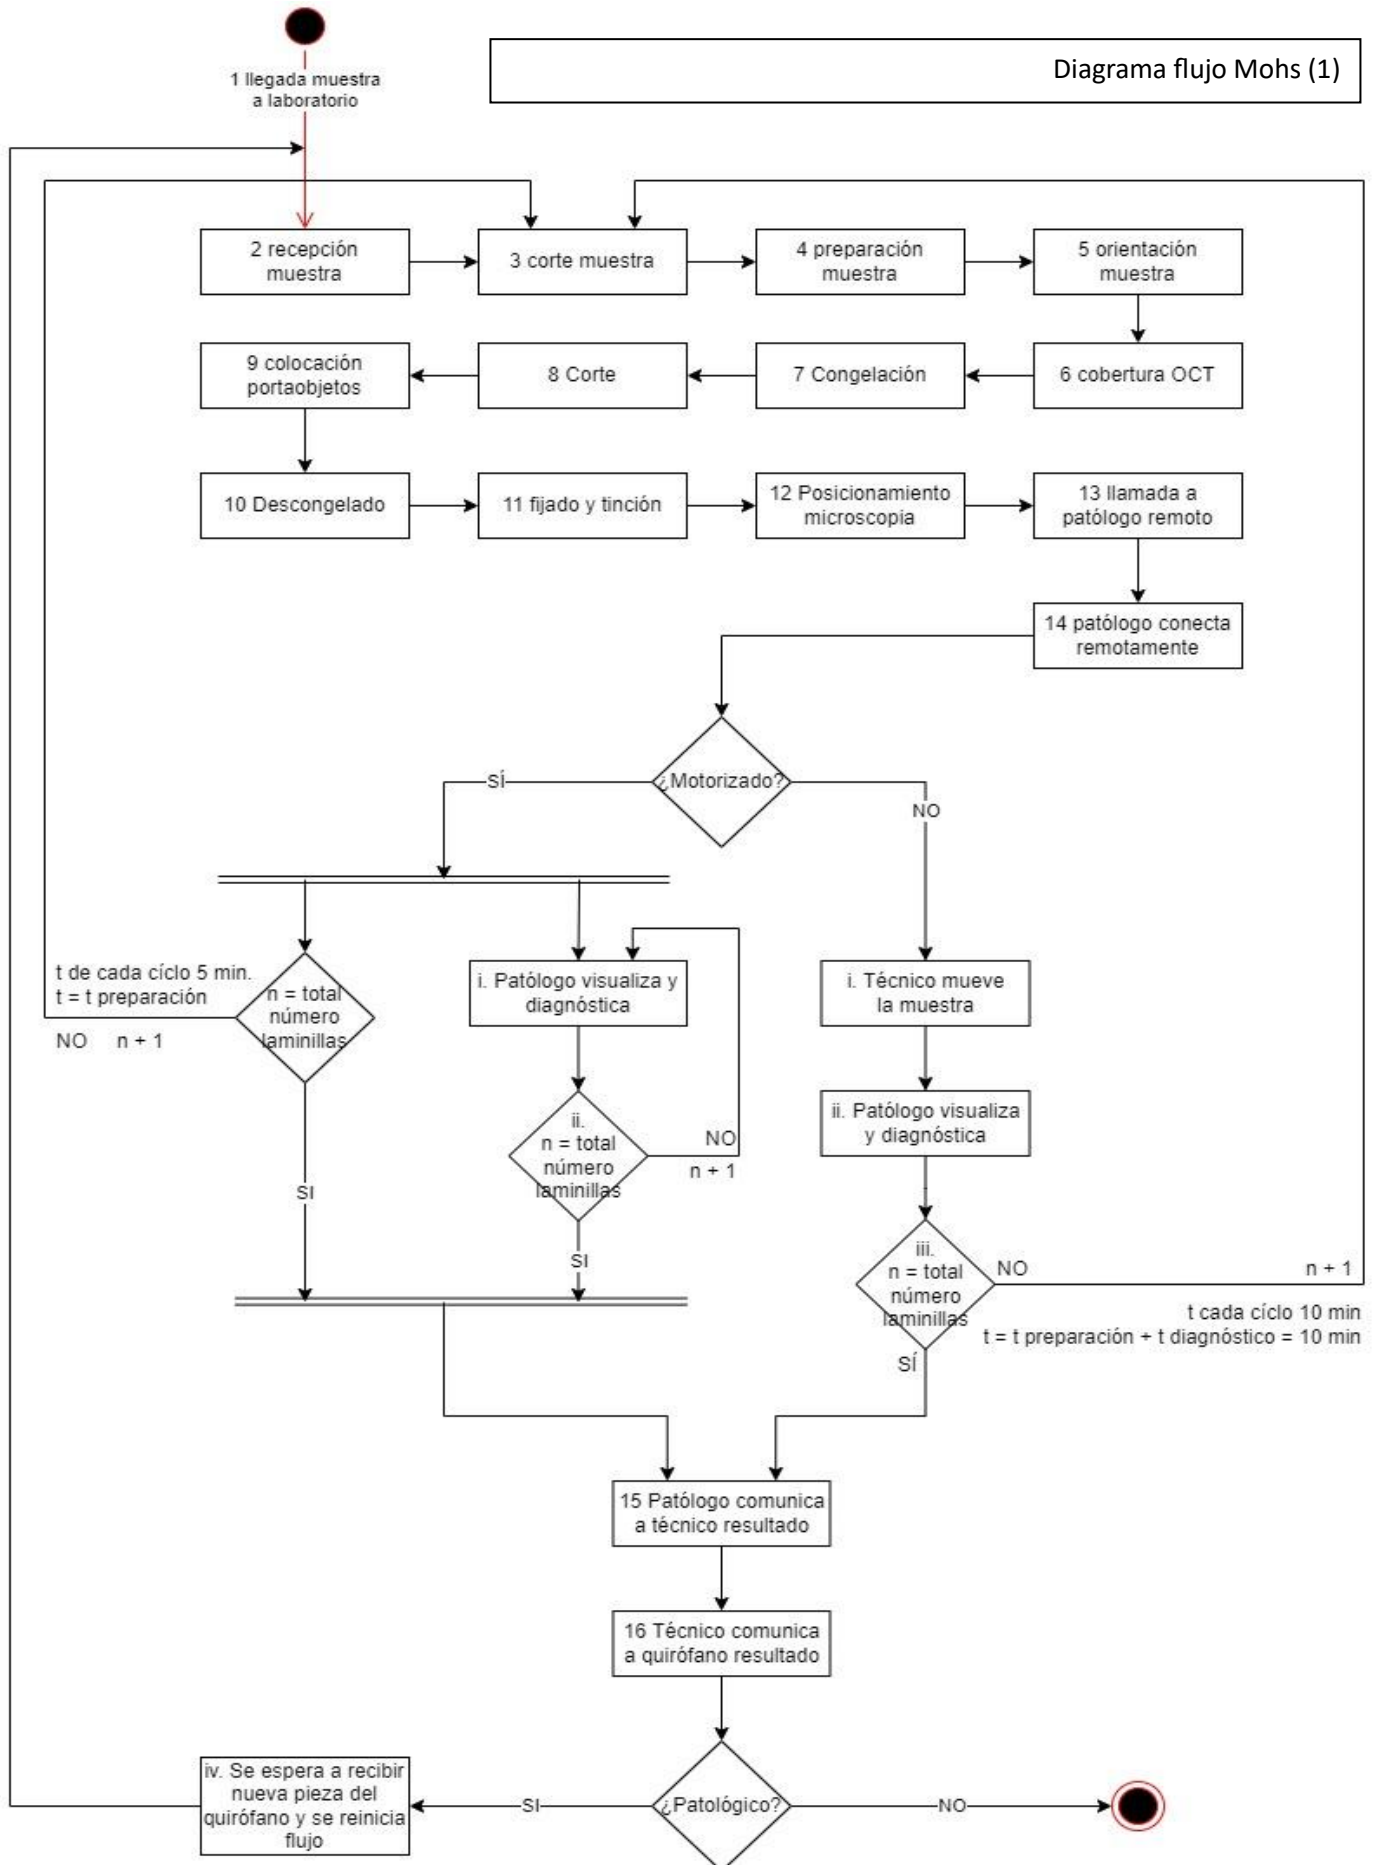 Diagrama flujo Mohs (1)
1 llegada muestra
a laboratorio
2 recepción
muestra
3 corte muestra
4 preparación
muestra
5 orientación
muestra
9 colocación
portaobjetos
8 Corte
7 Congelación
6 cobertura OCT
10 Descongelado
11 fijado y tinción
12 Posicionamiento
microscopia
13 llamada a
patólogo remoto
14 patólogo conecta
remotamente
¿Motorizado?
SÍ
NO
t de cada cíclo 5 min.
t = t preparación
NO n + 1
n = total
número
laminillas
SI
i. Patólogo visualiza y
diagnóstica
ii.
n = total
número
laminillas
NO
n + 1
SI
i. Técnico mueve
la muestra
ii. Patólogo visualiza
y diagnóstica
iii.
n = total
número
laminillas
NO
n + 1
t cada cíclo 10 min
t = t preparación + t diagnóstico = 10 min
SÍ
15 Patólogo comunica
a técnico resultado
16 Técnico comunica
a quirófano resultado
¿Patológico?
SI
NO
iv. Se espera a recibir
nueva pieza del
quirófano y se reinicia
flujo